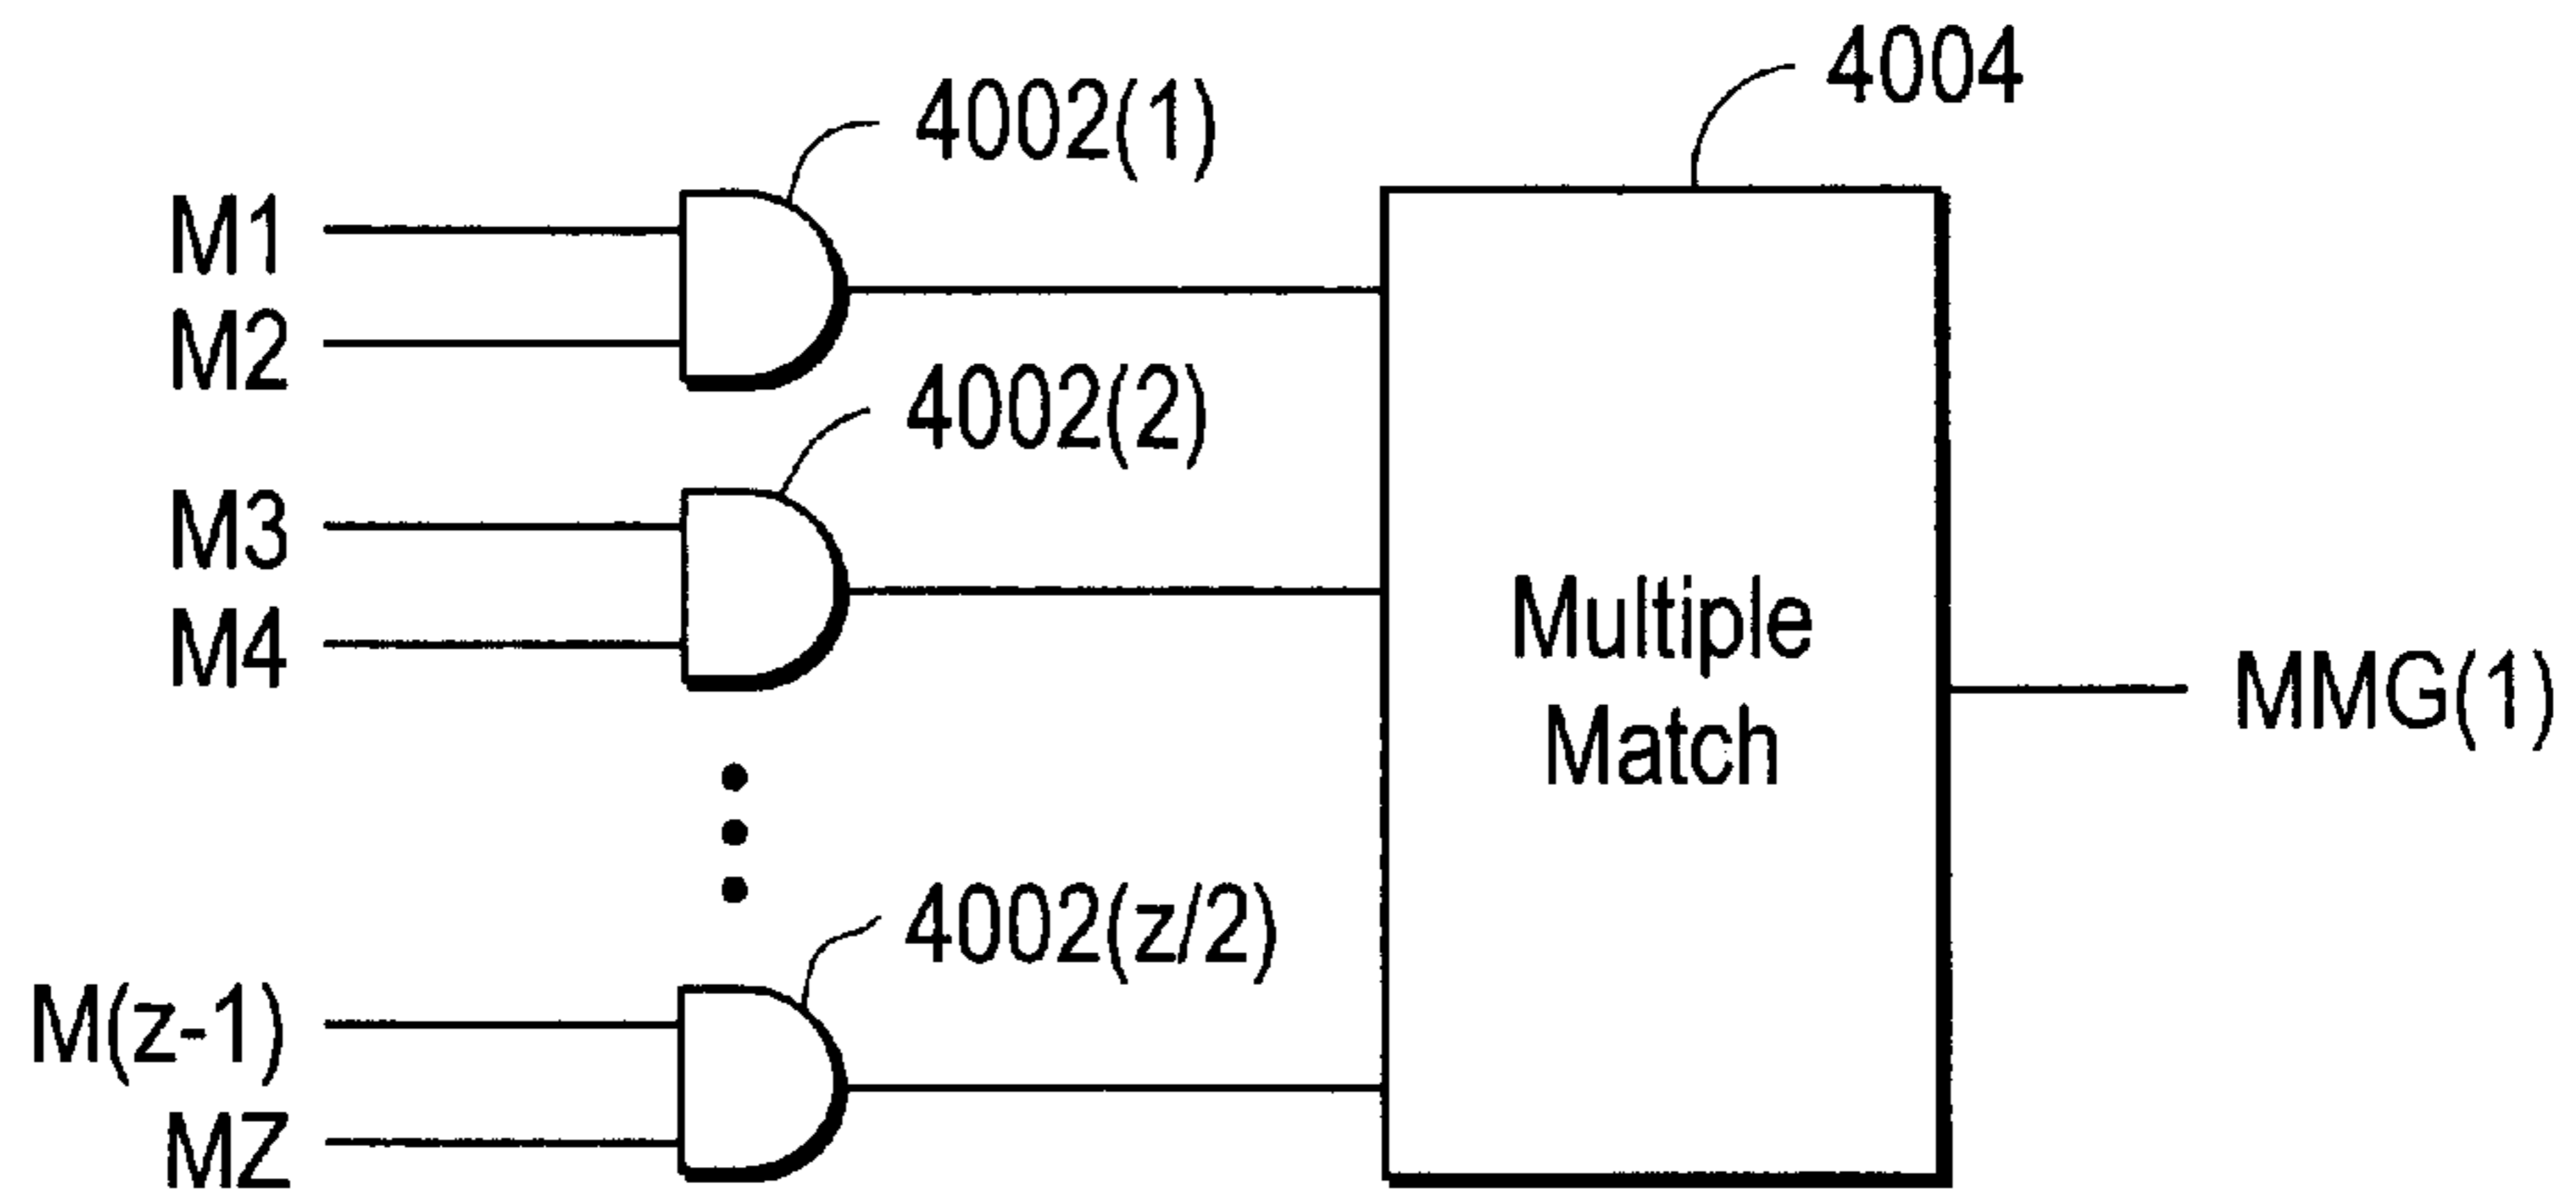 4004
4002(1)
M1
M2
4002(2)
M3
M4
Multiple
Match
MMG(1)
4002(z/2)
M(z-1)
MZ